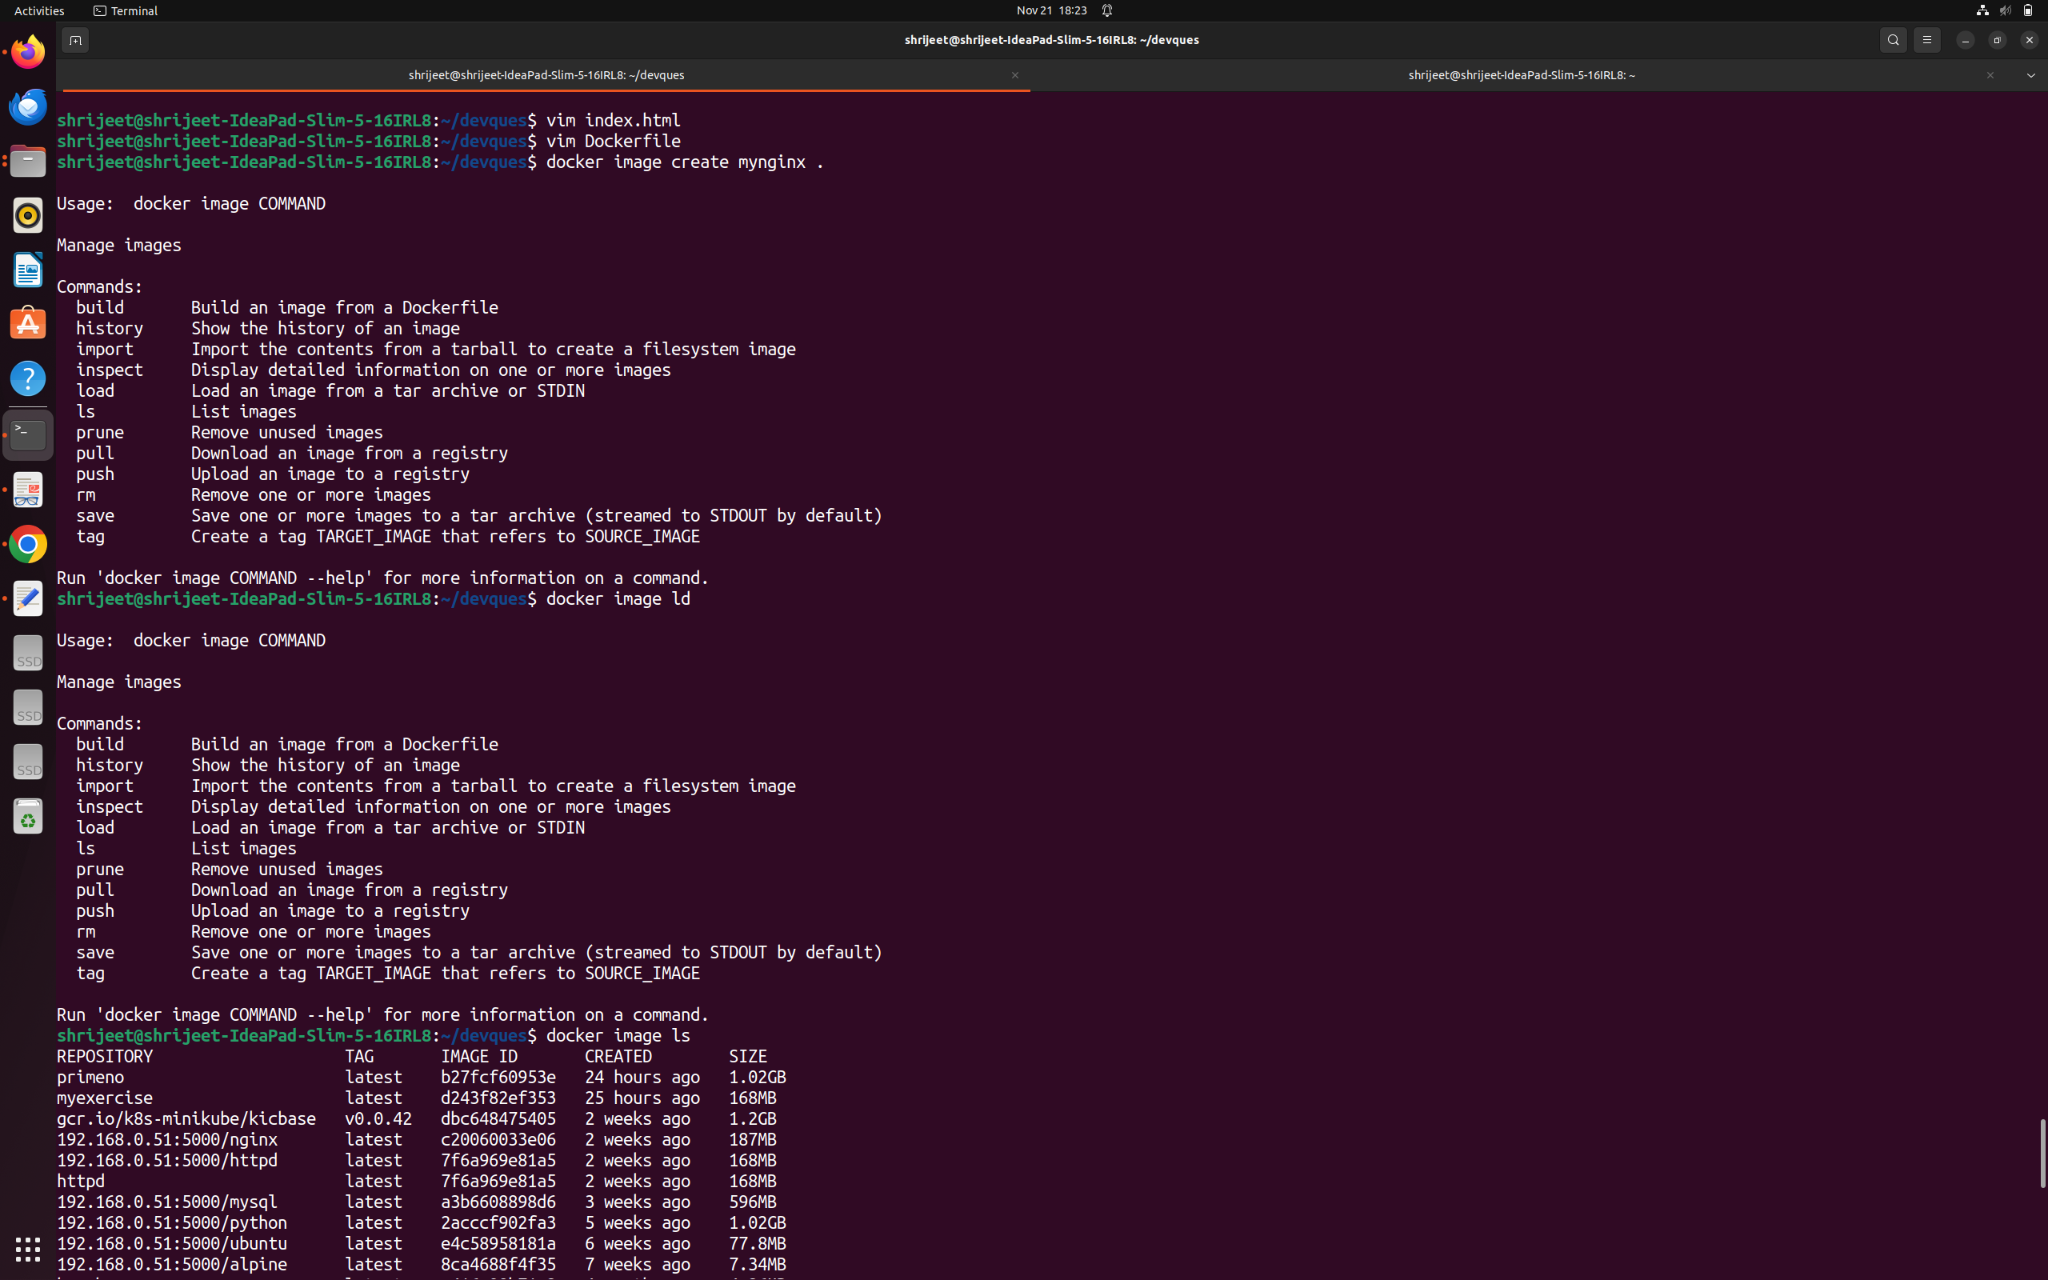 Activities Terminal Nov 21 18:23
shrijeet@shrijeet-IdeaPad-Slim-5-16IRL8: ~/devques
shrijeet@shrijeet-IdeaPad-Slim-5-16IRL8: ~/devques shrijeet@shrijeet-IdeaPad-Slim-5-16IRL8: ~
shrijeet@shrijeet-IdeaPad-Slim-5-16IRL8:~/devques$ vim index.html
shrijeet@shrijeet-IdeaPad-Slim-5-16IRL8:~/devques$ vim Dockerfile
shrijeet@shrijeet-IdeaPad-Slim-5-16IRL8:~/devques$ docker image create mynginx .
Usage:  docker image COMMAND
Manage images
Commands:
  build       Build an image from a Dockerfile
  history     Show the history of an image
  import      Import the contents from a tarball to create a filesystem image
  inspect     Display detailed information on one or more images
  load        Load an image from a tar archive or STDIN
  ls          List images
  prune       Remove unused images
  pull        Download an image from a registry
  push        Upload an image to a registry
  rm          Remove one or more images
  save        Save one or more images to a tar archive (streamed to STDOUT by default)
  tag         Create a tag TARGET_IMAGE that refers to SOURCE_IMAGE
Run 'docker image COMMAND --help' for more information on a command.
shrijeet@shrijeet-IdeaPad-Slim-5-16IRL8:~/devques$ docker image ld
Usage:  docker image COMMAND
Manage images
Commands:
  build       Build an image from a Dockerfile
  history     Show the history of an image
  import      Import the contents from a tarball to create a filesystem image
  inspect     Display detailed information on one or more images
  load        Load an image from a tar archive or STDIN
  ls          List images
  prune       Remove unused images
  pull        Download an image from a registry
  push        Upload an image to a registry
  rm          Remove one or more images
  save        Save one or more images to a tar archive (streamed to STDOUT by default)
  tag         Create a tag TARGET_IMAGE that refers to SOURCE_IMAGE
Run 'docker image COMMAND --help' for more information on a command.
shrijeet@shrijeet-IdeaPad-Slim-5-16IRL8:~/devques$ docker image ls
REPOSITORY                    TAG       IMAGE ID       CREATED        SIZE
primeno                       latest    b27fcf60953e   24 hours ago   1.02GB
myexercise                    latest    d243f82ef353   25 hours ago   168MB
gcr.io/k8s-minikube/kicbase   v0.0.42   dbc648475405   2 weeks ago    1.2GB
192.168.0.51:5000/nginx       latest    c20060033e06   2 weeks ago    187MB
192.168.0.51:5000/httpd       latest    7f6a969e81a5   2 weeks ago    168MB
httpd                         latest    7f6a969e81a5   2 weeks ago    168MB
192.168.0.51:5000/mysql       latest    a3b6608898d6   3 weeks ago    596MB
192.168.0.51:5000/python      latest    2acccf902fa3   5 weeks ago    1.02GB
192.168.0.51:5000/ubuntu      latest    e4c58958181a   6 weeks ago    77.8MB
192.168.0.51:5000/alpine      latest    8ca4688f4f35   7 weeks ago    7.34MB
SSD
SSD
SSD